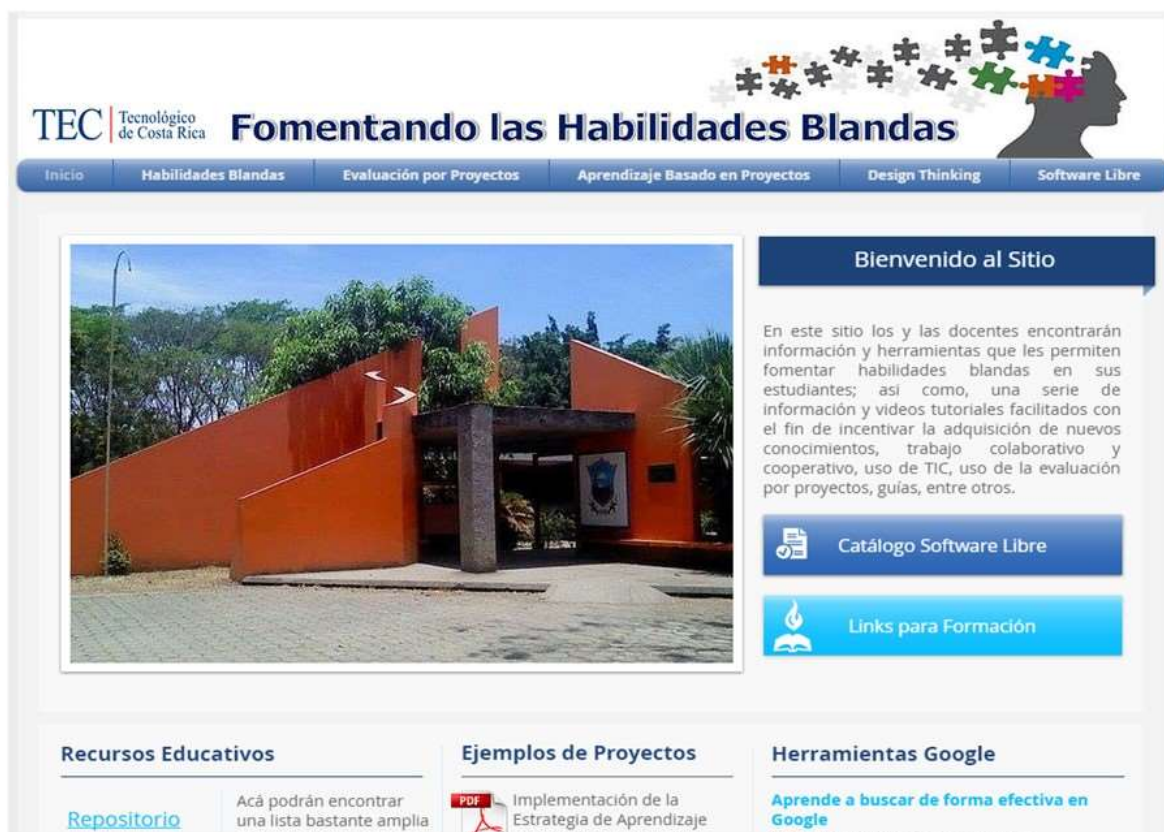 TEC
Tecnológico
de Costa Rica
Fomentando las Habilidades Blandas
Inicio
Habilidades Blandas
Evaluación por Proyectos
Aprendizaje Basado en Proyectos
Design Thinking
Software Libre
Bienvenido al Sitio
En este sitio los y las docentes encontrarán
información y herramientas que les permiten
fomentar habilidades blandas en sus
estudiantes; asi como, una serie de
información y videos tutoriales facilitados con
el fin de incentivar la adquisición de nuevos
conocimientos, trabajo colaborativo y
cooperativo, uso de TIC, uso de la evaluación
por proyectos, guías, entre otros.
Catálogo Software Libre
Links para Formación
Recursos Educativos
Repositorio
Acá podrán encontrar
una lista bastante amplia
Ejemplos de Proyectos
PDF
Implementación de la
Estrategia de Aprendizaje
Herramientas Google
Aprende a buscar de forma efectiva en
Google